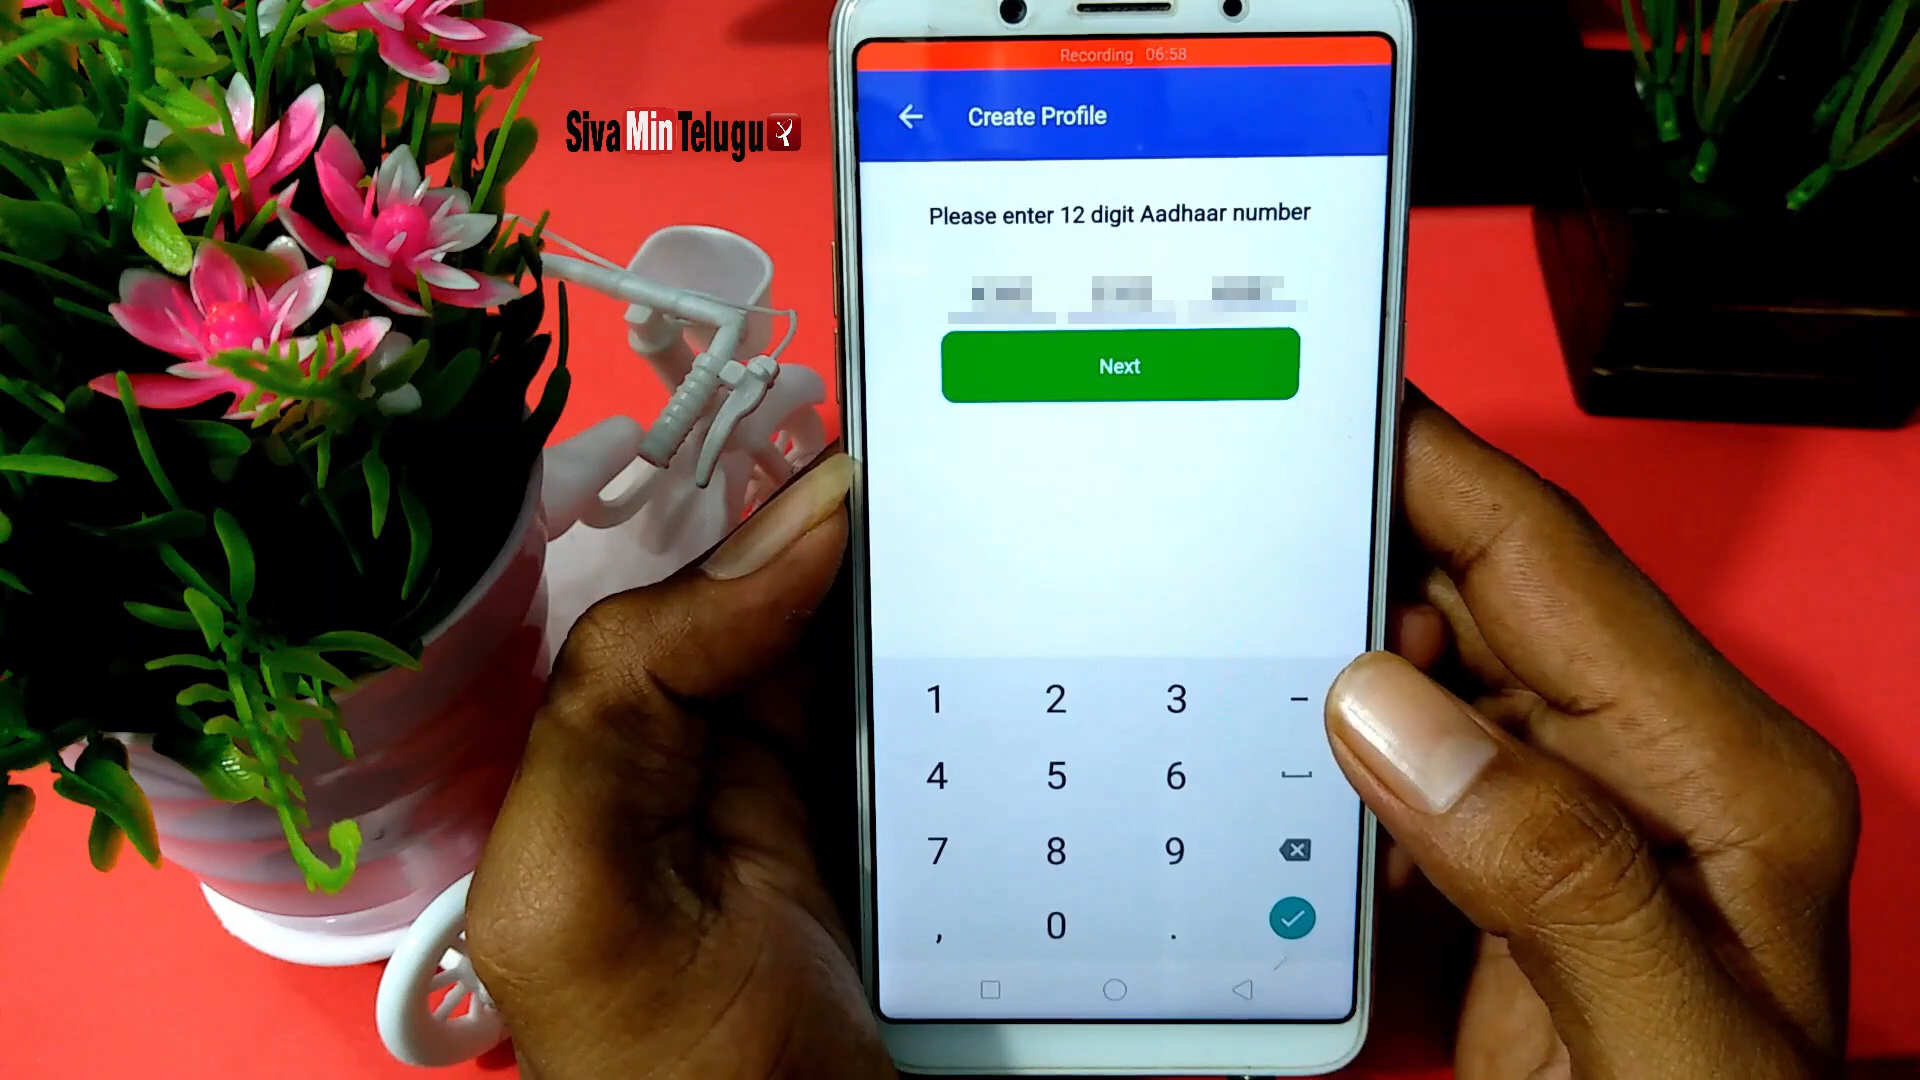 Siva Min Telugu
Recording 06:58
Create Profile
Please enter 12 digit Aadhaar number
Next
1 2 3 –
4 5 6
7 8 9
, 0 .